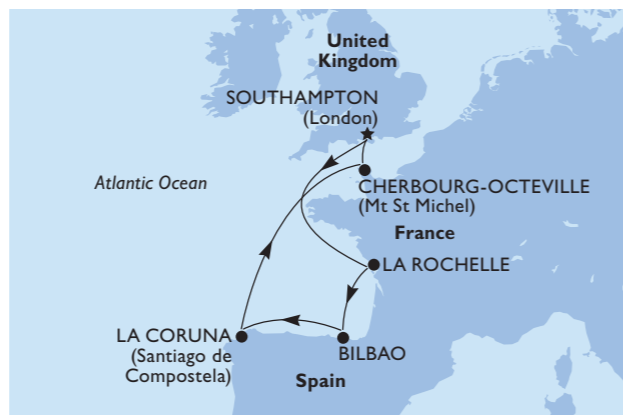 United
Kingdom
SOUTHAMPTON
(London)
Atlantic Ocean
CHERBOURG-OCTEVILLE
(Mt St Michel)
France
LA ROCHELLE
LA CORUNA
(Santiago de
Compostela)
BILBAO
Spain